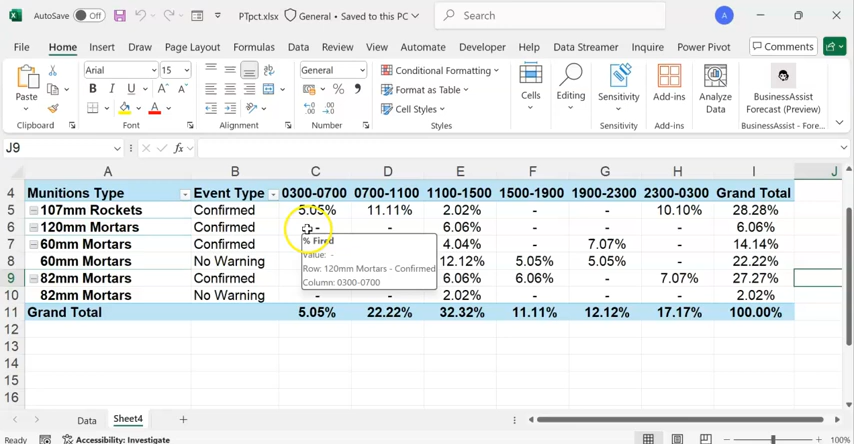 AutoSave Off PTpct.xlsx General • Saved to this PC Search A
File Home Insert Draw Page Layout Formulas Data Review View Automate Developer Help Data Streamer Inquire Power Pivot Comments
Paste Arial 15 General Conditional Formatting Cells Editing Sensitivity Add-ins Analyze Data BusinessAssist Forecast (Preview)
B I U $ % Format as Table
A Cell Styles
Clipboard Font Alignment Number Styles Sensitivity Add-ins BusinessAssist - Fore...
J9 fx
A B C D E F G H I J
4 Munitions Type Event Type 0300-0700 0700-1100 1100-1500 1500-1900 1900-2300 2300-0300 Grand Total
5 107mm Rockets Confirmed 5.05% 11.11% 2.02% - - 10.10% 28.28%
6 120mm Mortars Confirmed - - 6.06% - - - 6.06%
7 60mm Mortars Confirmed 4.04% - 7.07% - 14.14%
8 60mm Mortars No Warning 12.12% 5.05% 5.05% - 22.22%
9 82mm Mortars Confirmed 6.06% 6.06% - 7.07% 27.27%
10 82mm Mortars No Warning - - 2.02% - - - 2.02%
11 Grand Total 5.05% 22.22% 32.32% 11.11% 12.12% 17.17% 100.00%
12
13
14
15
16
% Fired
Value: -
Row: 120mm Mortars - Confirmed
Column: 0300-0700
Data Sheet4
Ready Accessibility: Investigate 100%